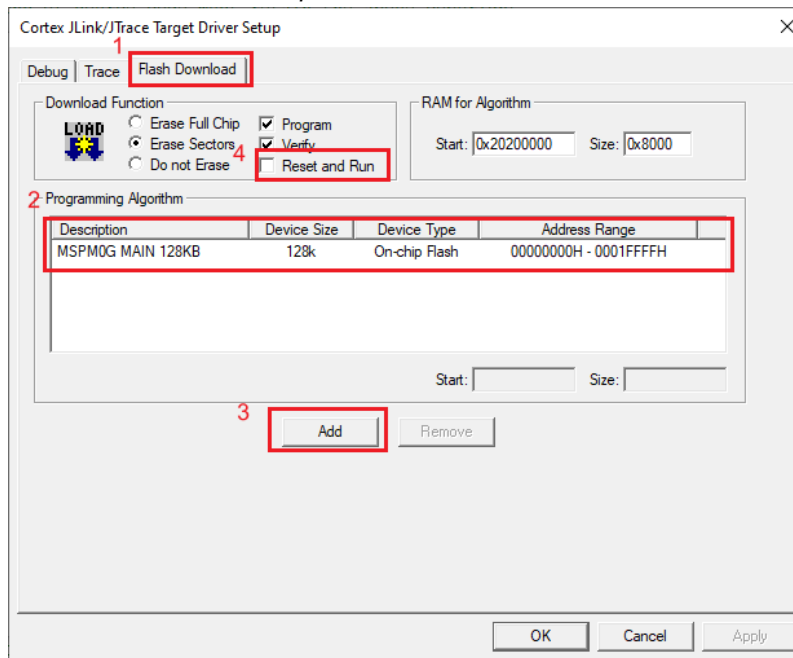 Cortex JLink/JTrace Target Driver Setup
1
Debug Trace Flash Download
Download Function
LOAD
Erase Full Chip
Erase Sectors
Do not Erase
Program
Verify
4
Reset and Run
RAM for Algorithm
Start: 0x20200000 Size: 0x8000
2 Programming Algorithm
Description Device Size Device Type Address Range
MSPM0G MAIN 128KB 128k On-chip Flash 00000000H - 0001FFFFH
Start: Size:
3
Add Remove
OK Cancel Apply